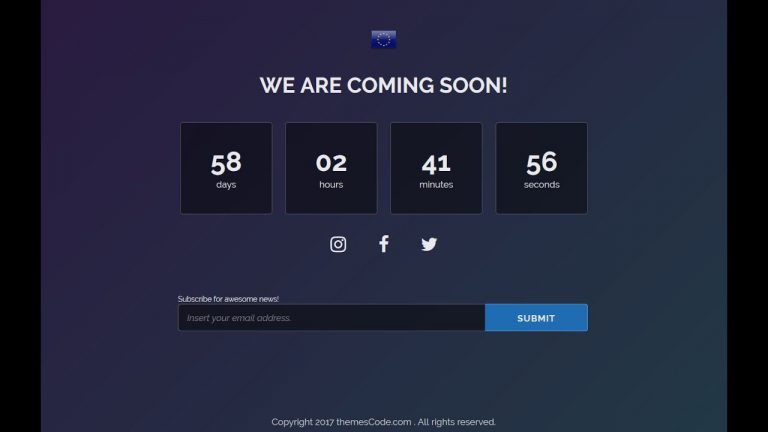 WE ARE COMING SOON!
58 02 41 56
days hours minutes seconds
Subscribe for awesome news!
Insert your email address. SUBMIT
Copyright 2017 themesCode.com . All rights reserved.